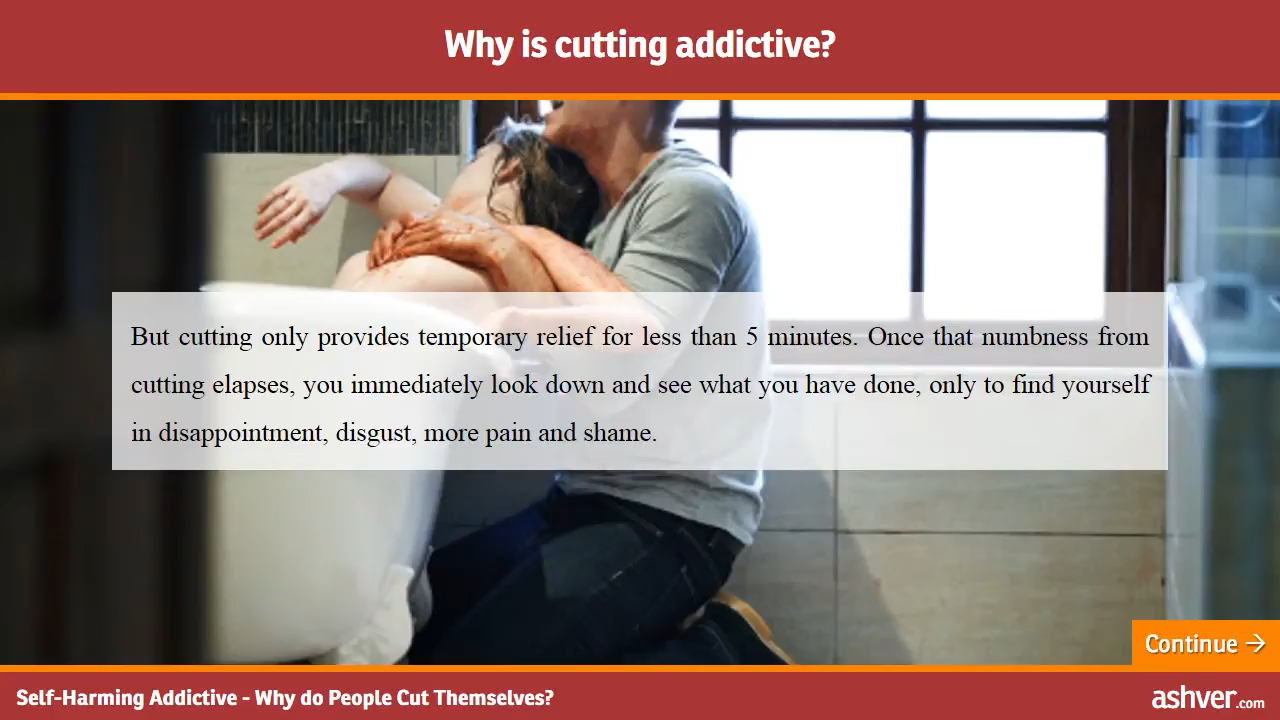 Why is cutting addictive?
But cutting only provides temporary relief for less than 5 minutes. Once that numbness from
cutting elapses, you immediately look down and see what you have done, only to find yourself
in disappointment, disgust, more pain and shame.
Continue →
Self-Harming Addictive - Why do People Cut Themselves?
ashver.com